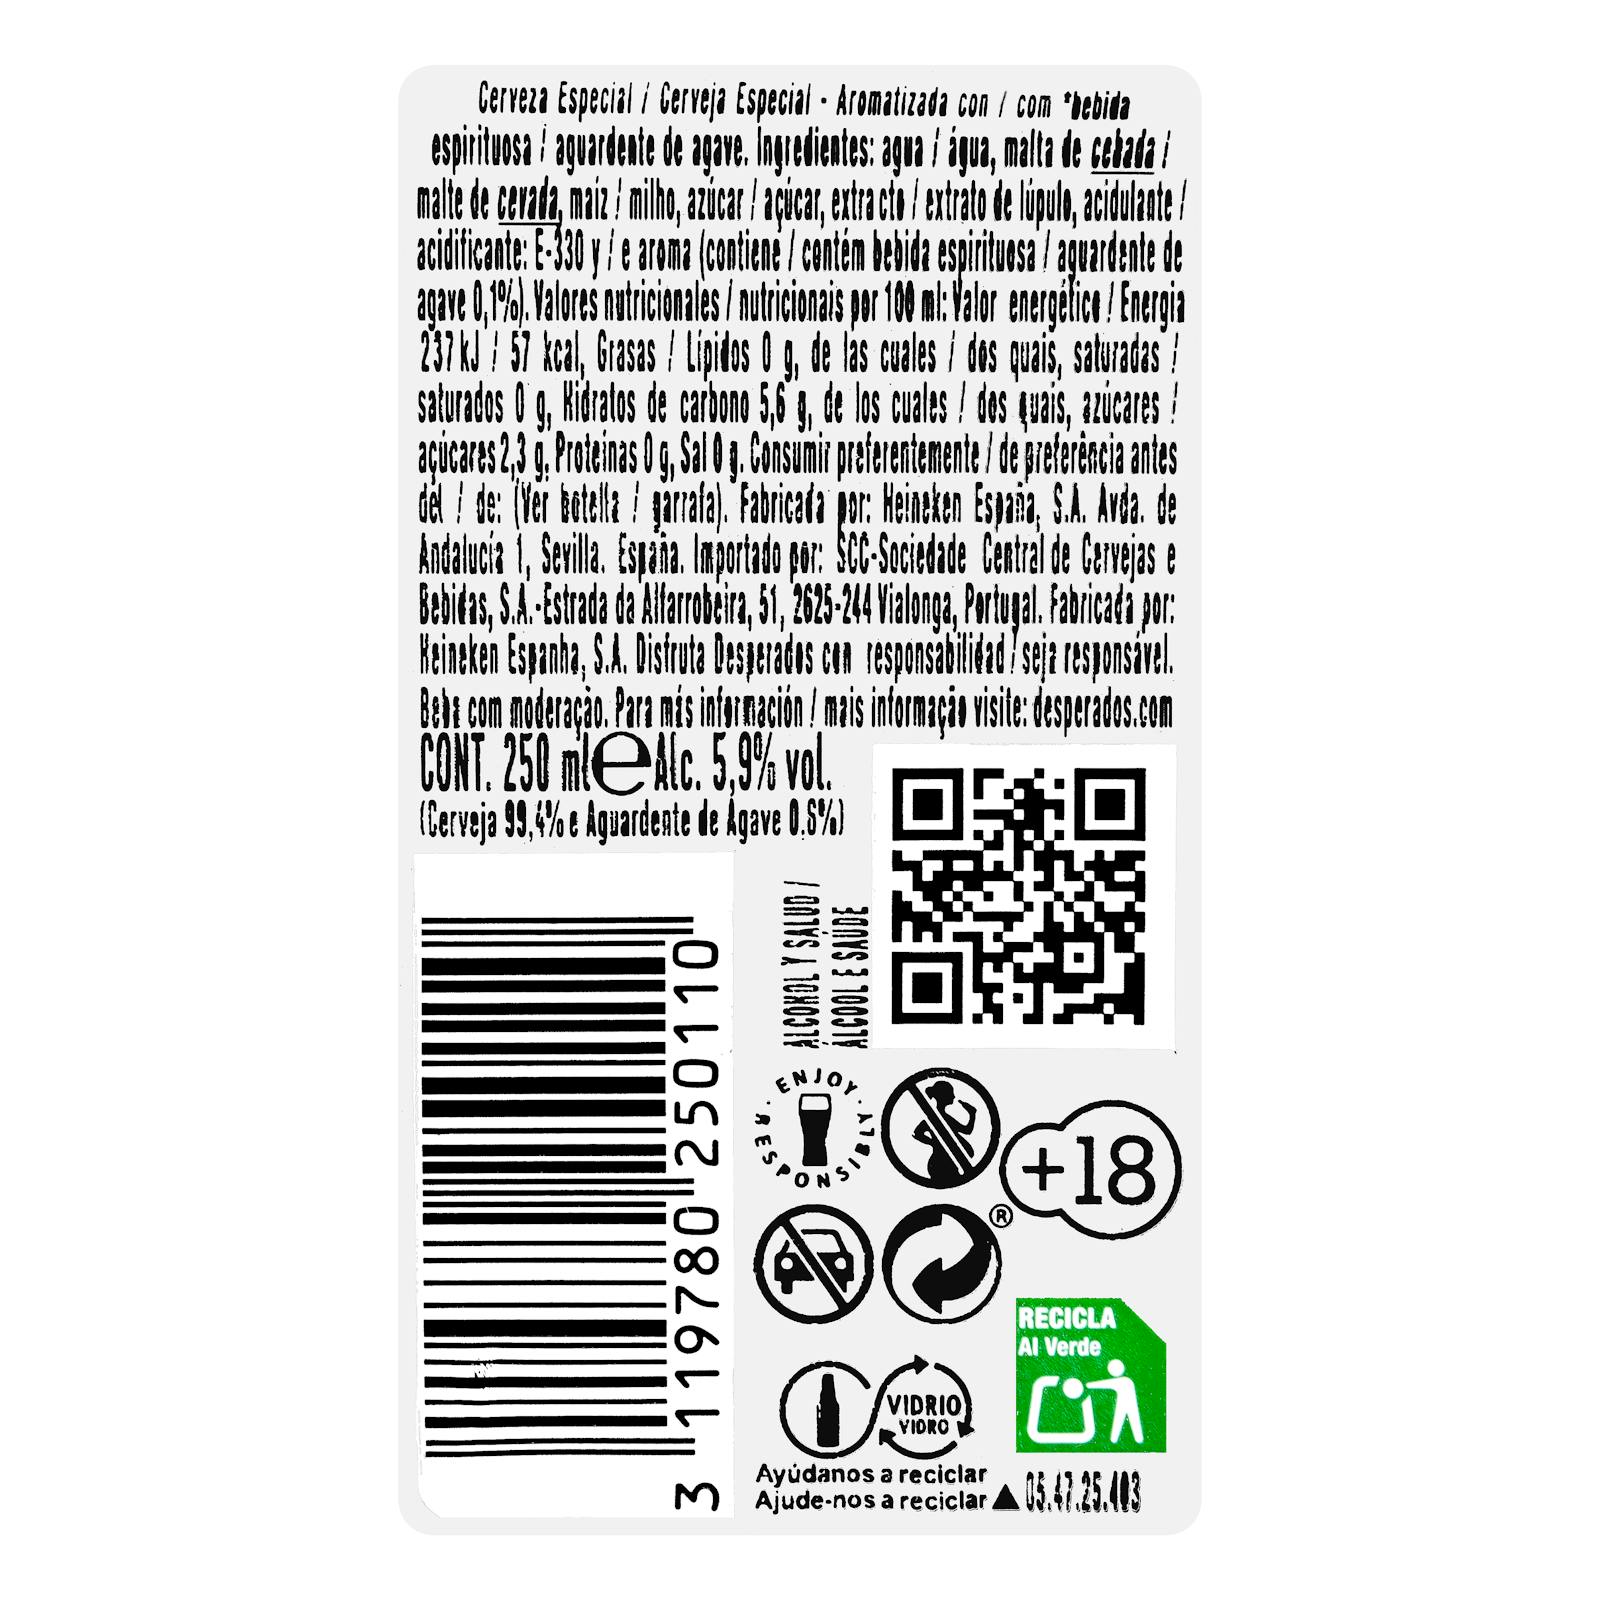 Cerveza Especial / Cerveja Especial - Aromatizada con / com *bebida
espirituosa / aguardente de agave. Ingredientes: agua / água, malta de cebada /
malte de cevada, maíz / milho, azúcar / açúcar, extracto / extrato de lúpulo, acidulante /
acidificante: E-330 y / e aroma (contiene / contém bebida espirituosa / aguardente de
agave 0,1%). Valores nutricionales / nutricionais por 100 ml: Valor energético / Energia
237 kJ / 57 kcal, Grasas / Lípidos 0 g, de las cuales / dos quais, saturadas /
saturados 0 g, Hidratos de carbono 5,6 g, de los cuales / dos quais, azúcares /
açúcares 2,3 g, Proteínas 0 g, Sal 0 g. Consumir preferentemente / de preferência antes
del / de: (Ver botella / garrafa). Fabricada por: Heineken España, S.A. Avda. de
Andalucía 1, Sevilla. España. Importado por: SCC-Sociedade Central de Cervejas e
Bebidas, S.A.-Estrada da Alfarrobeira, 51, 2625-244 Vialonga, Portugal. Fabricada por:
Heineken Espanha, S.A. Disfruta Desperados con responsabilidad / seja responsável.
Beba com moderação. Para más información / mais informação visite: desperados.com
CONT. 250 ml e Alc. 5,9% vol.
(Cerveja 99,4% e Aguardente de Agave 0.6%)
ALCOHOL Y SALUD /
ÁLCOOL E SAÚDE
3 119780 250110
ENJOY
RESPONSIBLY
+18
®
RECICLA
Al Verde
VIDRIO
VIDRO
Ayúdanos a reciclar
Ajude-nos a reciclar ▲ 05.47.25.403